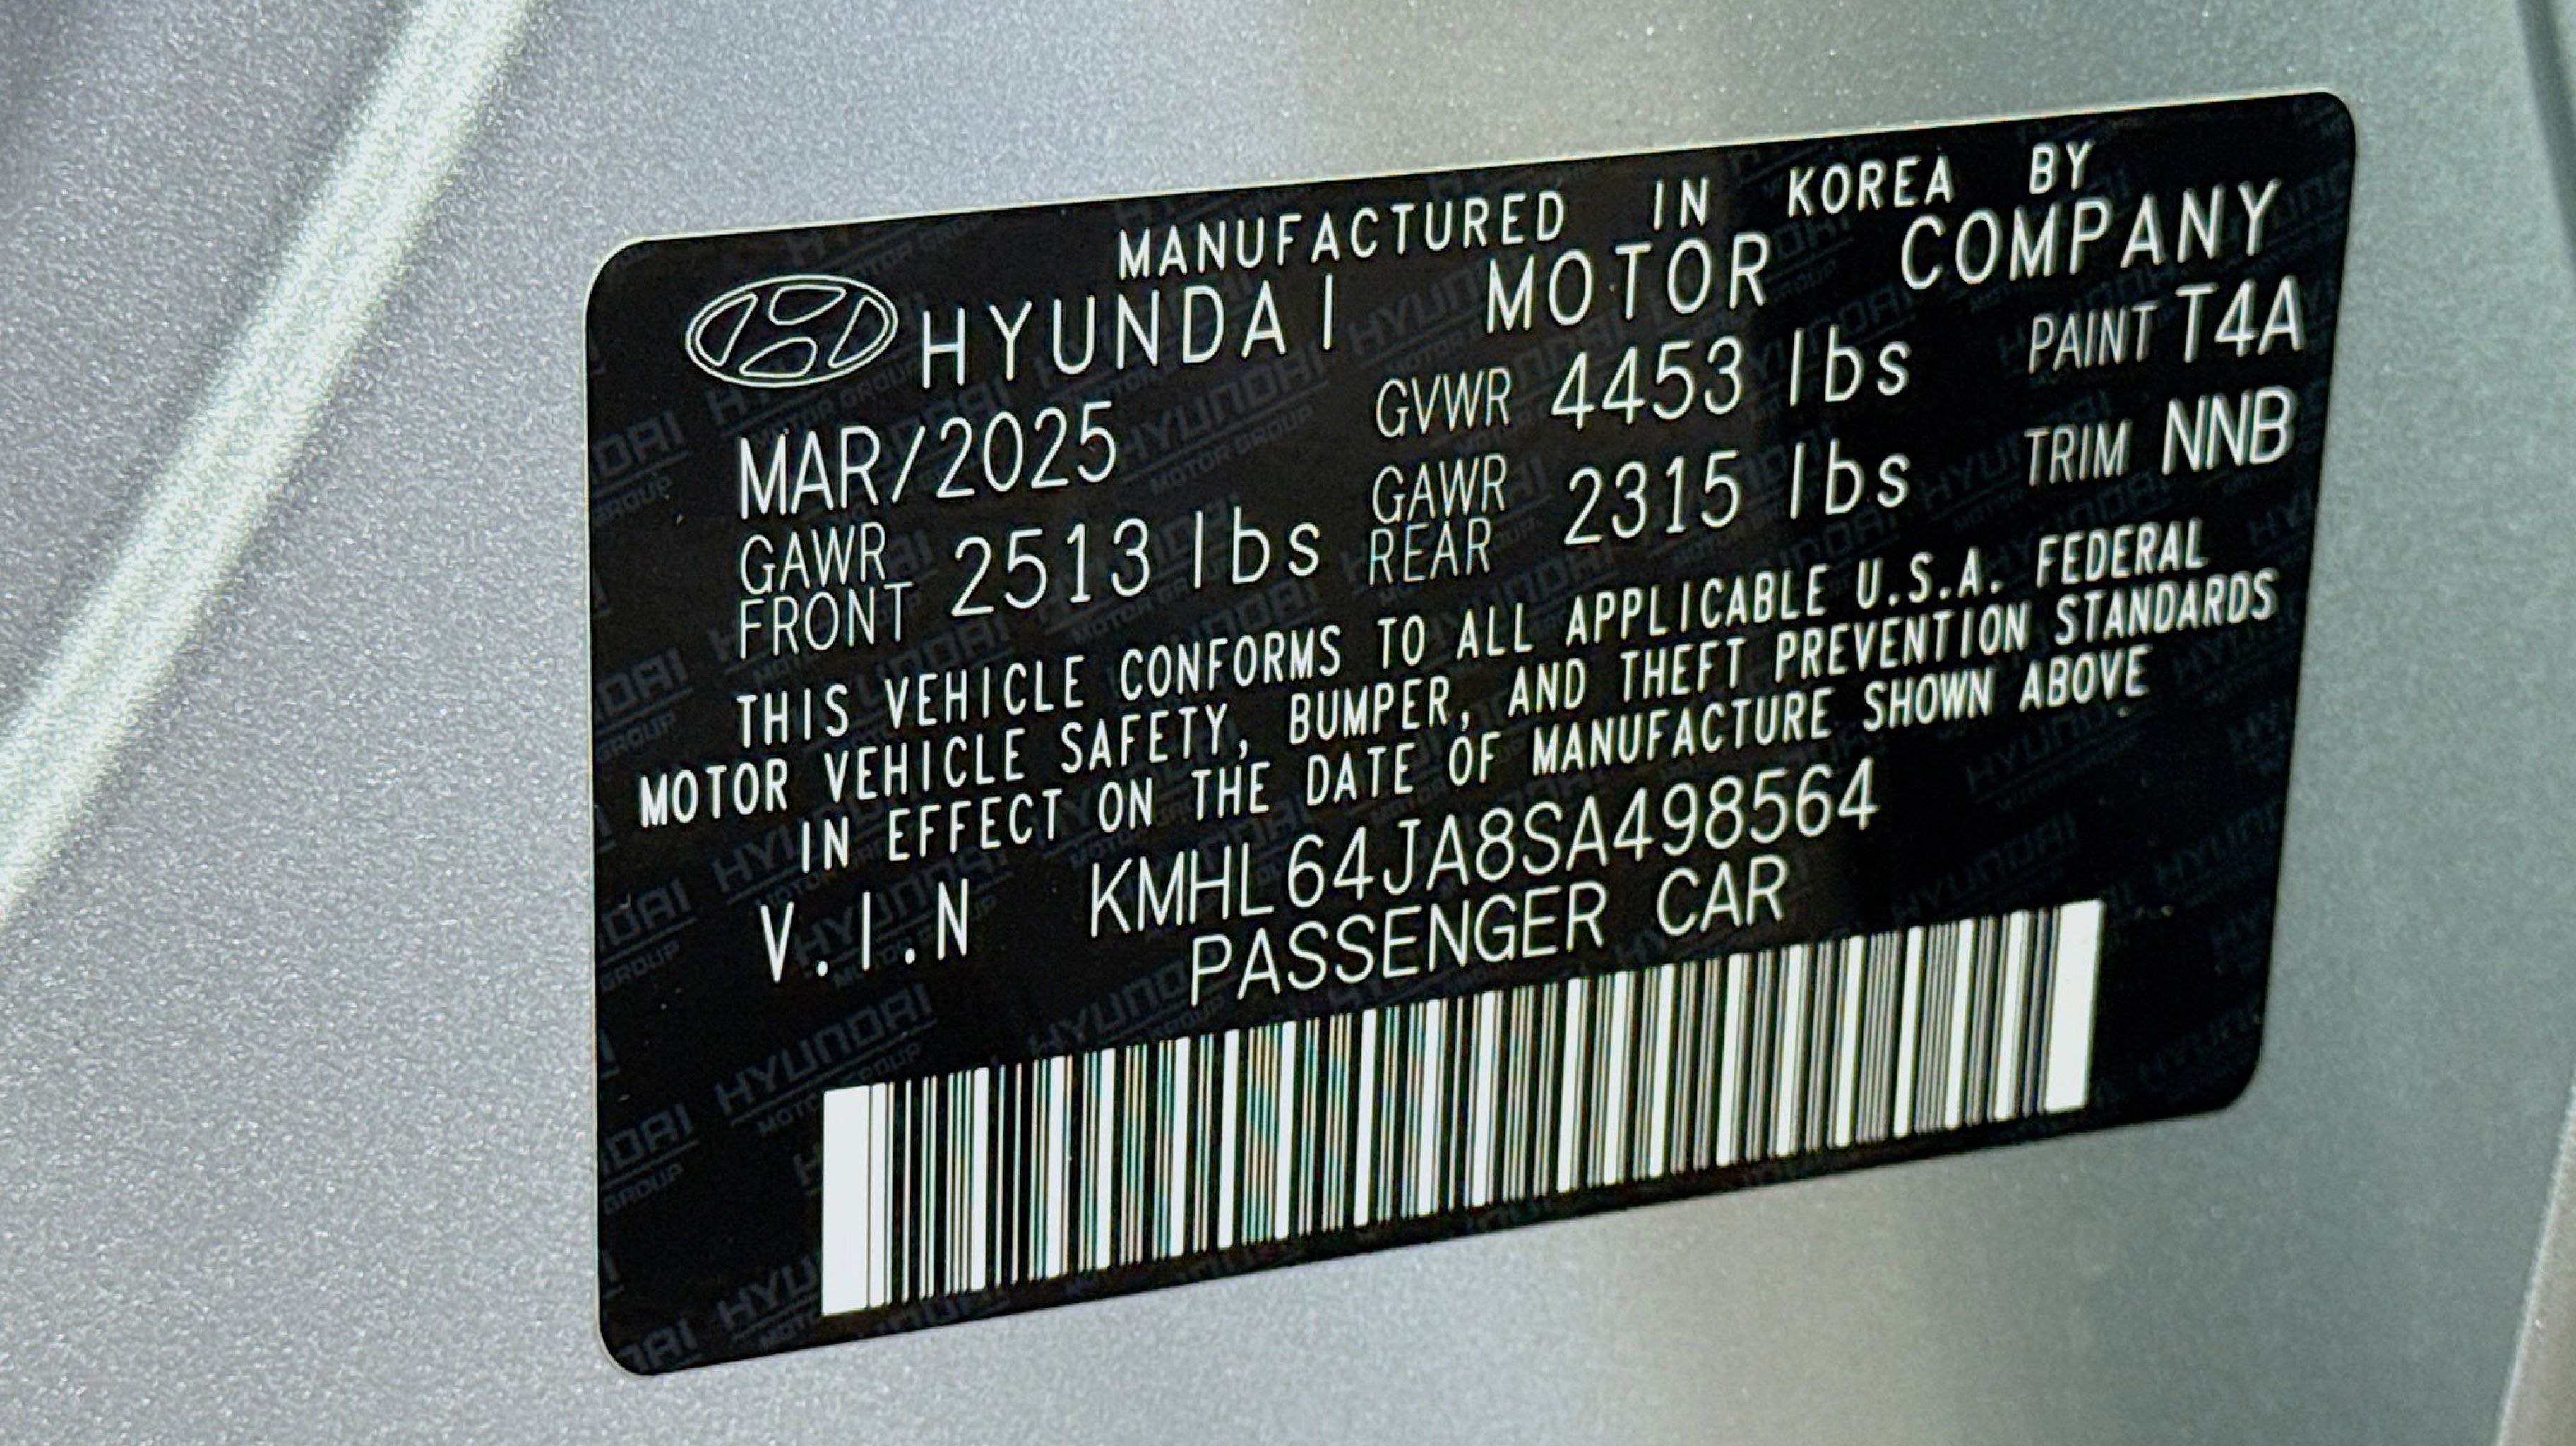 MANUFACTURED IN KOREA BY
HYUNDAI MOTOR COMPANY
MAR/2025 GVWR 4453 lbs PAINT T4A
GAWR FRONT 2513 lbs GAWR REAR 2315 lbs TRIM NNB
THIS VEHICLE CONFORMS TO ALL APPLICABLE U.S.A. FEDERAL
MOTOR VEHICLE SAFETY, BUMPER, AND THEFT PREVENTION STANDARDS
IN EFFECT ON THE DATE OF MANUFACTURE SHOWN ABOVE
V.I.N KMHL64JA8SA498564
PASSENGER CAR